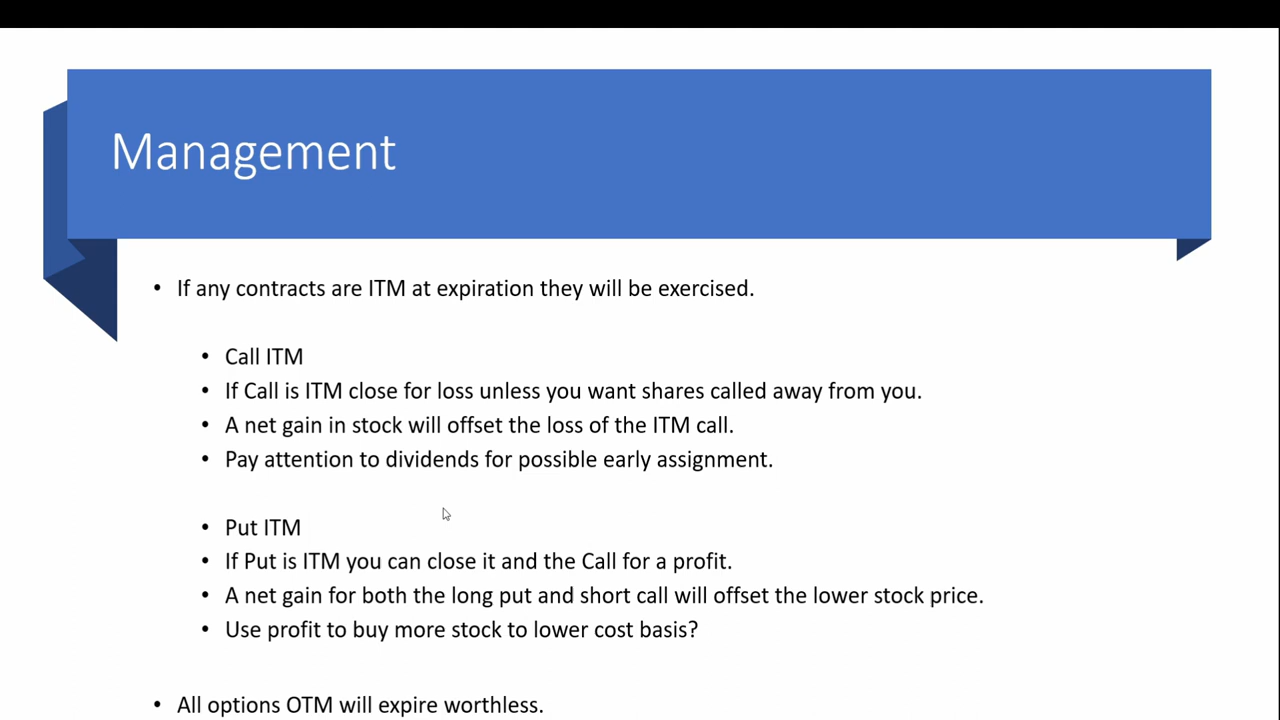 Management
• If any contracts are ITM at expiration they will be exercised.
• Call ITM
• If Call is ITM close for loss unless you want shares called away from you.
• A net gain in stock will offset the loss of the ITM call.
• Pay attention to dividends for possible early assignment.
• Put ITM
• If Put is ITM you can close it and the Call for a profit.
• A net gain for both the long put and short call will offset the lower stock price.
• Use profit to buy more stock to lower cost basis?
• All options OTM will expire worthless.